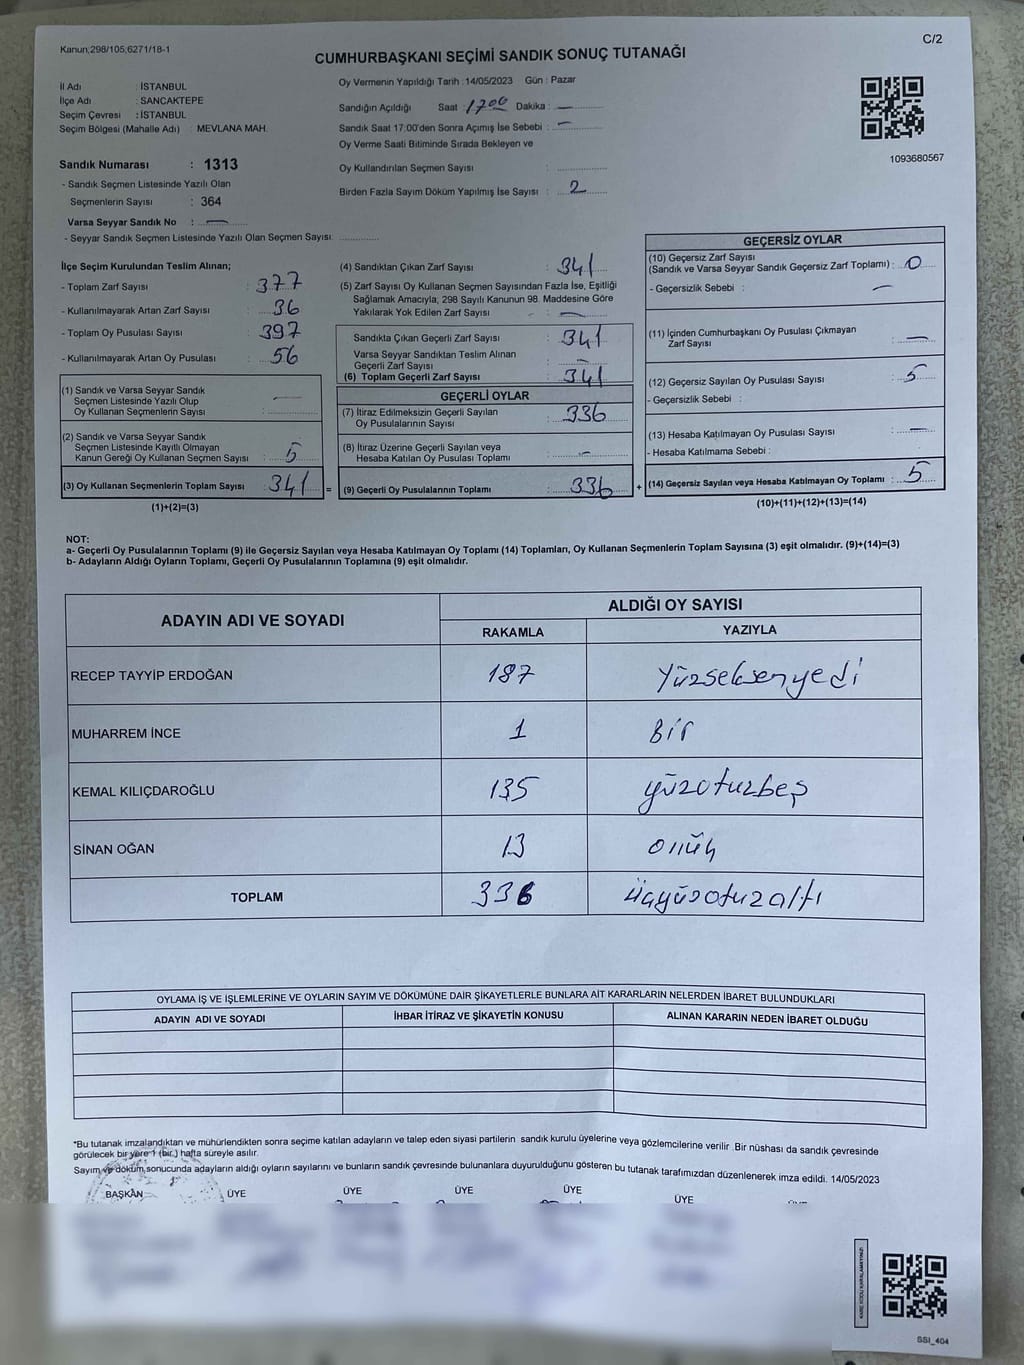 Kanun;298/105;6271/18-1
C/2
CUMHURBAŞKANI SEÇİMİ SANDIK SONUÇ TUTANAĞI
İl Adı : İSTANBUL
İlçe Adı : SANCAKTEPE
Seçim Çevresi : İSTANBUL
Seçim Bölgesi (Mahalle Adı) : MEVLANA MAH.
Sandık Numarası : 1313
- Sandık Seçmen Listesinde Yazılı Olan
Seçmenlerin Sayısı : 364
Varsa Seyyar Sandık No : —
- Seyyar Sandık Seçmen Listesinde Yazılı Olan Seçmen Sayısı:
Oy Vermenin Yapıldığı Tarih :14/05/2023 Gün : Pazar
Sandığın Açıldığı Saat : 1700 Dakika : —
Sandık Saat 17:00'den Sonra Açımış İse Sebebi : —
Oy Verme Saati Bitiminde Sırada Bekleyen ve
Oy Kullandırılan Seçmen Sayısı :
Birden Fazla Sayım Döküm Yapılmış İse Sayısı : 2
1093680567
İlçe Seçim Kurulundan Teslim Alınan;
- Toplam Zarf Sayısı : 377
- Kullanılmayarak Artan Zarf Sayısı : 36
- Toplam Oy Pusulası Sayısı : 397
- Kullanılmayarak Artan Oy Pusulası : 56
(1) Sandık ve Varsa Seyyar Sandık
Seçmen Listesinde Yazılı Olup
Oy Kullanan Seçmenlerin Sayısı : —
(2) Sandık ve Varsa Seyyar Sandık
Seçmen Listesinde Kayıtlı Olmayan
Kanun Gereği Oy Kullanan Seçmen Sayısı : 5
(3) Oy Kullanan Seçmenlerin Toplam Sayısı : 341 =
(1)+(2)=(3)
(4) Sandıktan Çıkan Zarf Sayısı : 341
(5) Zarf Sayısı Oy Kullanan Seçmen Sayısından Fazla İse, Eşitliği
Sağlamak Amacıyla, 298 Sayılı Kanunun 98. Maddesine Göre
Yakılarak Yok Edilen Zarf Sayısı : —
Sandıkta Çıkan Geçerli Zarf Sayısı : 341
Varsa Seyyar Sandıktan Teslim Alınan
Geçerli Zarf Sayısı : —
(6) Toplam Geçerli Zarf Sayısı : 341
GEÇERLİ OYLAR
(7) İtiraz Edilmeksizin Geçerli Sayılan
Oy Pusulalarının Sayısı : 336
(8) İtiraz Üzerine Geçerli Sayılan veya
Hesaba Katılan Oy Pusulası Toplamı : —
(9) Geçerli Oy Pusulalarının Toplamı : 336 +
GEÇERSİZ OYLAR
(10) Geçersiz Zarf Sayısı
(Sandık ve Varsa Seyyar Sandık Geçersiz Zarf Toplamı) : 0
- Geçersizlik Sebebi : —
(11) İçinden Cumhurbaşkanı Oy Pusulası Çıkmayan
Zarf Sayısı : —
(12) Geçersiz Sayılan Oy Pusulası Sayısı : 5
- Geçersizlik Sebebi :
(13) Hesaba Katılmayan Oy Pusulası Sayısı : —
- Hesaba Katılmama Sebebi :
(14) Geçersiz Sayılan veya Hesaba Katılmayan Oy Toplamı : 5
(10)+(11)+(12)+(13)=(14)
NOT:
a- Geçerli Oy Pusulalarının Toplamı (9) ile Geçersiz Sayılan veya Hesaba Katılmayan Oy Toplamı (14) Toplamları, Oy Kullanan Seçmenlerin Toplam Sayısına (3) eşit olmalıdır. (9)+(14)=(3)
b- Adayların Aldığı Oyların Toplamı, Geçerli Oy Pusulalarının Toplamına (9) eşit olmalıdır.
ADAYIN ADI VE SOYADI
ALDIĞI OY SAYISI
RAKAMLA YAZIYLA
RECEP TAYYİP ERDOĞAN 187 Yüzseksenyedi
MUHARREM İNCE 1 Bir
KEMAL KILIÇDAROĞLU 135 yüzotuzbeş
SİNAN OĞAN 13 onüç
TOPLAM 336 üçyüzotuzaltı
OYLAMA İŞ VE İŞLEMLERİNE VE OYLARIN SAYIM VE DÖKÜMÜNE DAİR ŞİKAYETLERLE BUNLARA AİT KARARLARIN NELERDEN İBARET BULUNDUKLARI
ADAYIN ADI VE SOYADI İHBAR İTİRAZ VE ŞİKAYETİN KONUSU ALINAN KARARIN NEDEN İBARET OLDUĞU
*Bu tutanak imzalandıktan ve mühürlendikten sonra seçime katılan adayların ve talep eden siyasi partilerin sandık kurulu üyelerine veya gözlemcilerine verilir .Bir nüshası da sandık çevresinde
görülecek bir yere 1 (bir.) hafta süreyle asılır.
Sayım ve döküm sonucunda adayların aldığı oyların sayılarını ve bunların sandık çevresinde bulunanlara duyurulduğunu gösteren bu tutanak tarafımızdan düzenlenerek imza edildi. 14/05/2023
BAŞKAN ÜYE ÜYE ÜYE ÜYE ÜYE
KARE KODU KARALAMAYINIZ!
SSI_404